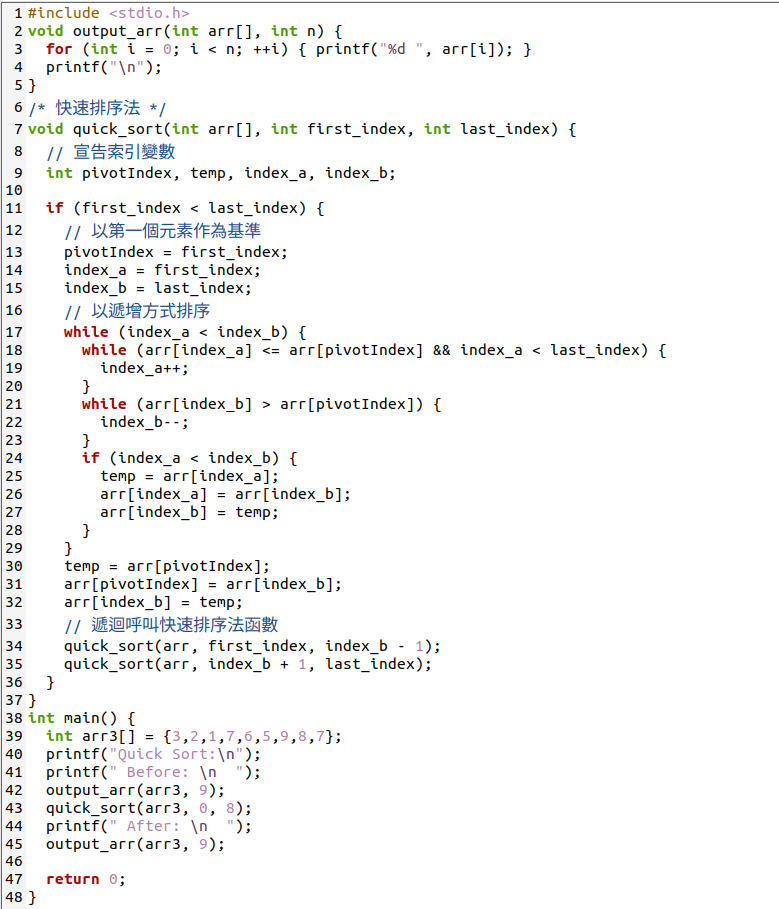 1 #include <stdio.h>
2 void output_arr(int arr[], int n) {
3   for (int i = 0; i < n; ++i) { printf("%d ", arr[i]); }
4   printf("\n");
5 }
6 /* 快速排序法 */
7 void quick_sort(int arr[], int first_index, int last_index) {
8   // 宣告索引變數
9   int pivotIndex, temp, index_a, index_b;
10
11   if (first_index < last_index) {
12     // 以第一個元素作為基準
13     pivotIndex = first_index;
14     index_a = first_index;
15     index_b = last_index;
16     // 以遞增方式排序
17     while (index_a < index_b) {
18       while (arr[index_a] <= arr[pivotIndex] && index_a < last_index) {
19         index_a++;
20       }
21       while (arr[index_b] > arr[pivotIndex]) {
22         index_b--;
23       }
24       if (index_a < index_b) {
25         temp = arr[index_a];
26         arr[index_a] = arr[index_b];
27         arr[index_b] = temp;
28       }
29     }
30     temp = arr[pivotIndex];
31     arr[pivotIndex] = arr[index_b];
32     arr[index_b] = temp;
33     // 遞迴呼叫快速排序法函數
34     quick_sort(arr, first_index, index_b - 1);
35     quick_sort(arr, index_b + 1, last_index);
36   }
37 }
38 int main() {
39   int arr3[] = {3,2,1,7,6,5,9,8,7};
40   printf("Quick Sort:\n");
41   printf(" Before: \n  ");
42   output_arr(arr3, 9);
43   quick_sort(arr3, 0, 8);
44   printf(" After: \n  ");
45   output_arr(arr3, 9);
46
47   return 0;
48 }